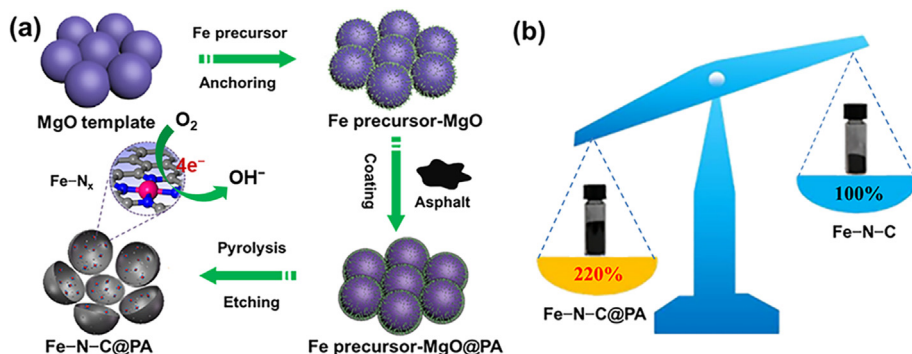 (a)
Fe precursor
Anchoring
MgO template
Fe precursor-MgO
O₂
4e⁻
OH⁻
Fe−Nₓ
Coating
Asphalt
Pyrolysis
Etching
Fe−N−C@PA
Fe precursor-MgO@PA
(b)
100%
Fe−N−C
220%
Fe−N−C@PA